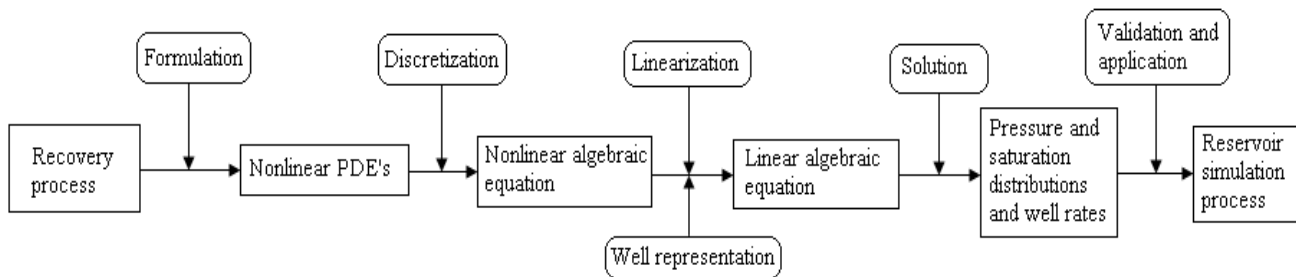 Formulation
Discretization
Linearization
Solution
Validation and
application
Recovery
process
Nonlinear PDE's
Nonlinear algebraic
equation
Linear algebraic
equation
Pressure and
saturation
distributions
and well rates
Reservoir
simulation
process
Well representation